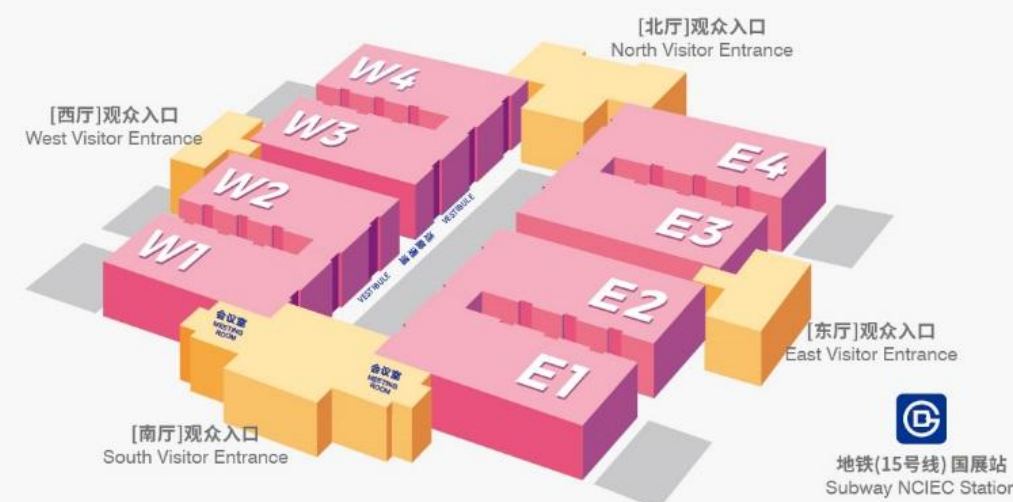 [北厅]观众入口
North Visitor Entrance
W4
[西厅]观众入口
West Visitor Entrance
W3
E4
W2
VESTIBULE
E3
W1
VESTIBULE
E2
会议室
MEETING
ROOM
[东厅]观众入口
East Visitor Entrance
会议室
MEETING
ROOM
E1
[南厅]观众入口
South Visitor Entrance
地铁(15号线) 国展站
Subway NCIEC Station